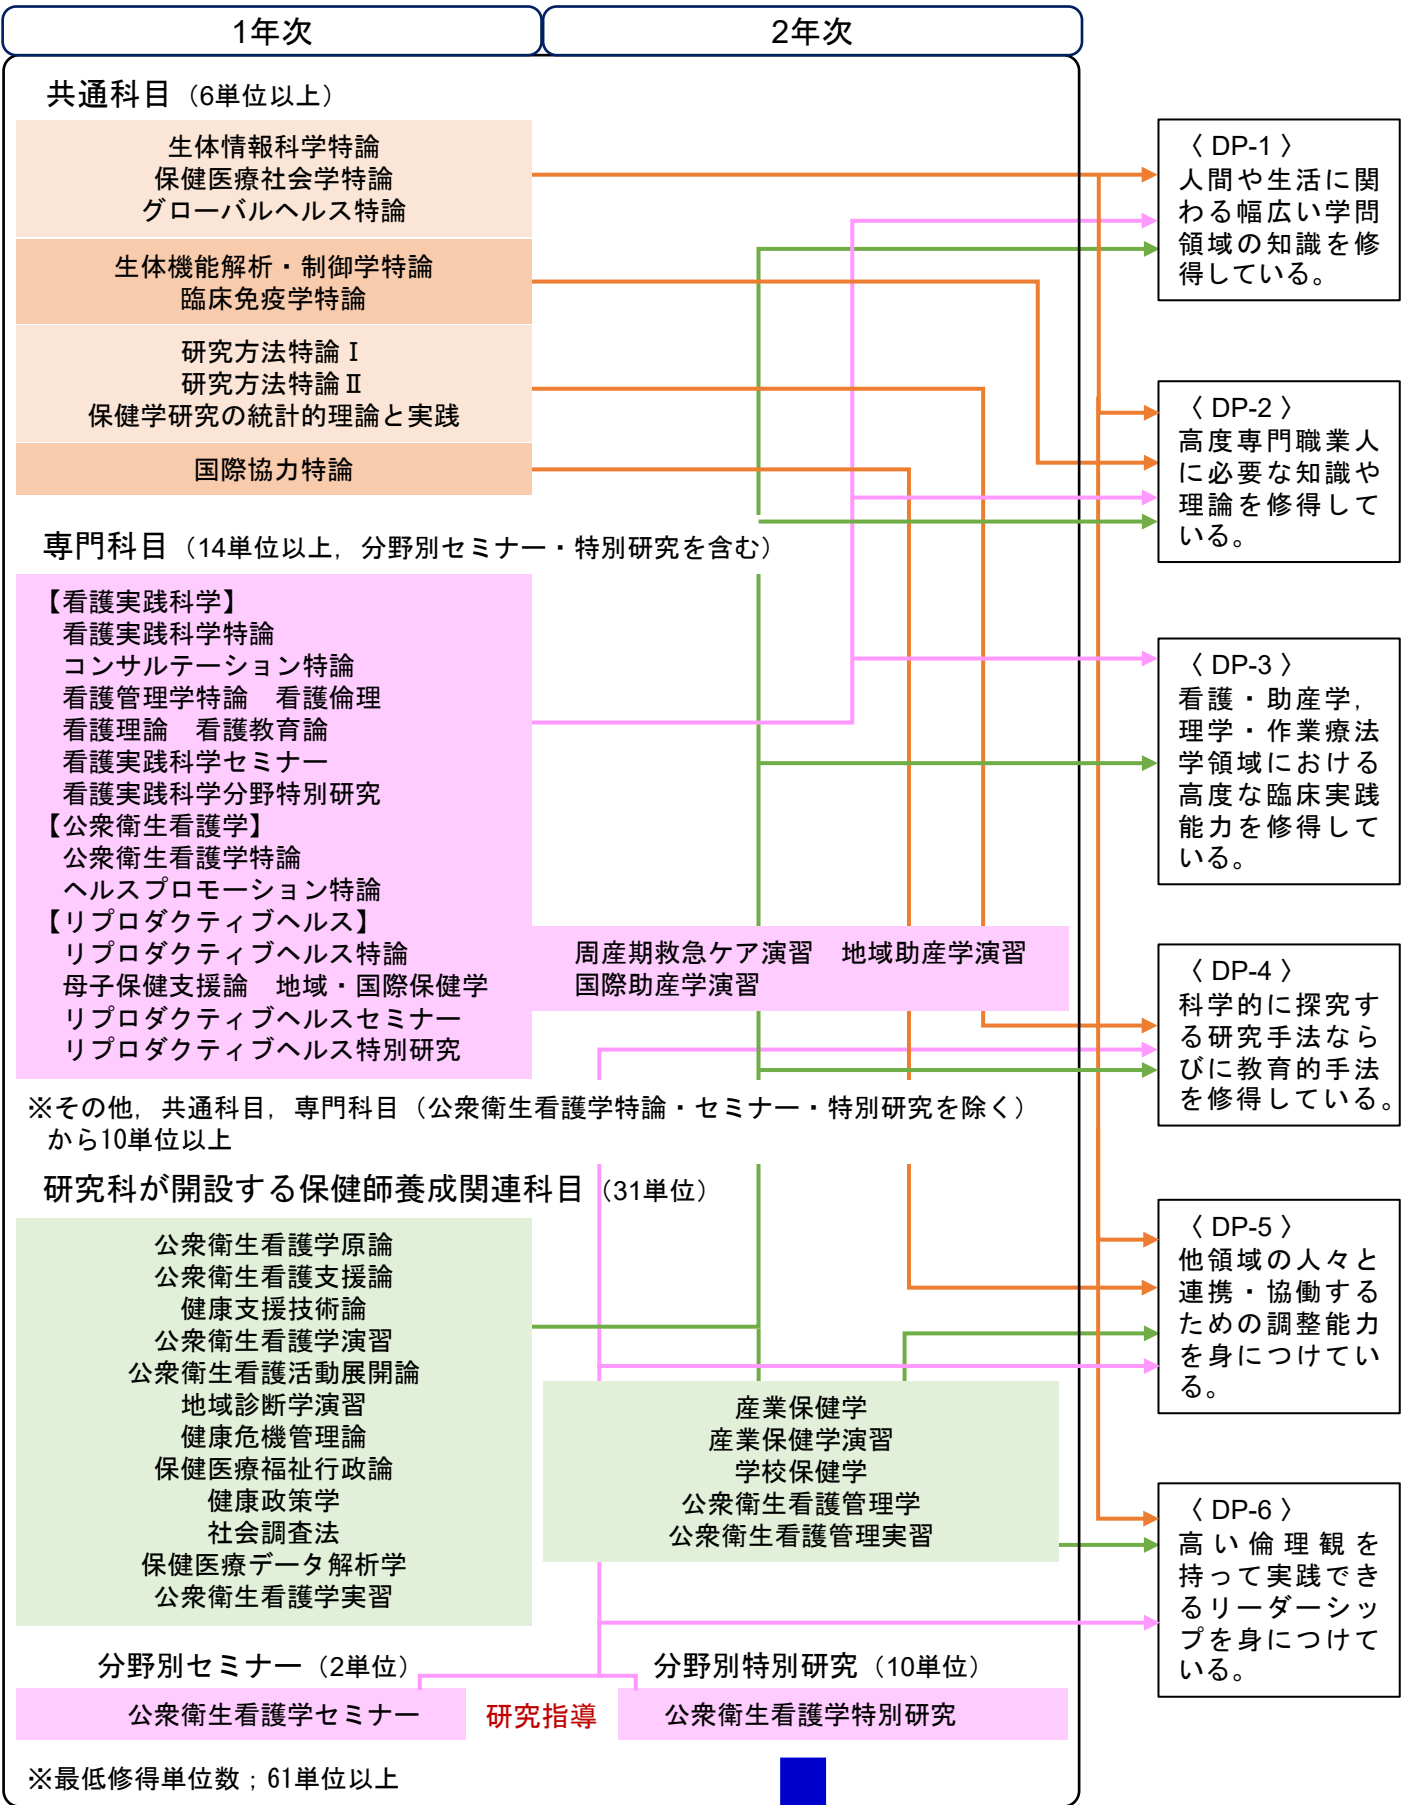 1年次
2年次
共通科目（6単位以上）
生体情報科学特論
保健医療社会学特論
グローバルヘルス特論
生体機能解析・制御学特論
臨床免疫学特論
研究方法特論Ⅰ
研究方法特論Ⅱ
保健学研究の統計的理論と実践
国際協力特論
専門科目（14単位以上，分野別セミナー・特別研究を含む）
【看護実践科学】
看護実践科学特論
コンサルテーション特論
看護管理学特論　看護倫理
看護理論　看護教育論
看護実践科学セミナー
看護実践科学分野特別研究
【公衆衛生看護学】
公衆衛生看護学特論
ヘルスプロモーション特論
【リプロダクティブヘルス】
リプロダクティブヘルス特論
母子保健支援論　地域・国際保健学
リプロダクティブヘルスセミナー
リプロダクティブヘルス特別研究
周産期救急ケア演習　地域助産学演習
国際助産学演習
※その他，共通科目，専門科目（公衆衛生看護学特論・セミナー・特別研究を除く）
から10単位以上
研究科が開設する保健師養成関連科目（31単位）
公衆衛生看護学原論
公衆衛生看護支援論
健康支援技術論
公衆衛生看護学演習
公衆衛生看護活動展開論
地域診断学演習
健康危機管理論
保健医療福祉行政論
健康政策学
社会調査法
保健医療データ解析学
公衆衛生看護学実習
産業保健学
産業保健学演習
学校保健学
公衆衛生看護管理学
公衆衛生看護管理実習
分野別セミナー（2単位）
分野別特別研究（10単位）
公衆衛生看護学セミナー
研究指導
公衆衛生看護学特別研究
※最低修得単位数；61単位以上
〈 DP-1 〉
人間や生活に関
わる幅広い学問
領域の知識を修
得している。
〈 DP-2 〉
高度専門職業人
に必要な知識や
理論を修得して
いる。
〈 DP-3 〉
看護・助産学，
理学・作業療法
学領域における
高度な臨床実践
能力を修得して
いる。
〈 DP-4 〉
科学的に探究す
る研究手法なら
びに教育的手法
を修得している。
〈 DP-5 〉
他領域の人々と
連携・協働する
ための調整能力
を身につけてい
る。
〈 DP-6 〉
高い倫理観を
持って実践でき
るリーダーシッ
プを身につけて
いる。